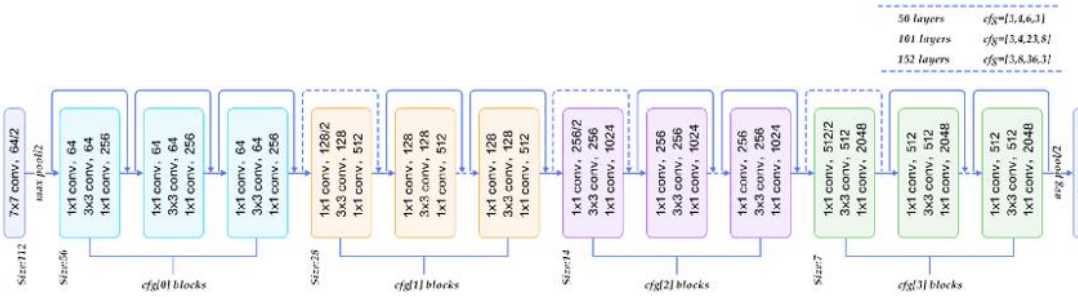 50 layers cfg=[3,4,6,3]
101 layers cfg=[3,4,23,8]
152 layers cfg=[3,8,36,3]
7x7 conv, 64/2
max pool/2
1x1 conv, 64
3x3 conv, 64
1x1 conv, 256
1x1 conv, 64
3x3 conv, 64
1x1 conv, 256
1x1 conv, 64
3x3 conv, 64
1x1 conv, 256
1x1 conv, 128/2
3x3 conv, 128
1x1 conv, 512
1x1 conv, 128
3x3 conv, 128
1x1 conv, 512
1x1 conv, 128
3x3 conv, 128
1x1 conv, 512
1x1 conv, 256/2
3x3 conv, 256
1x1 conv, 1024
1x1 conv, 256
3x3 conv, 256
1x1 conv, 1024
1x1 conv, 256
3x3 conv, 256
1x1 conv, 1024
1x1 conv, 512/2
3x3 conv, 512
1x1 conv, 2048
1x1 conv, 512
3x3 conv, 512
1x1 conv, 2048
1x1 conv, 512
3x3 conv, 512
1x1 conv, 2048
avg pool/2
Size:112
Size:56
cfg[0] blocks
Size:28
cfg[1] blocks
Size:14
cfg[2] blocks
Size:7
cfg[3] blocks